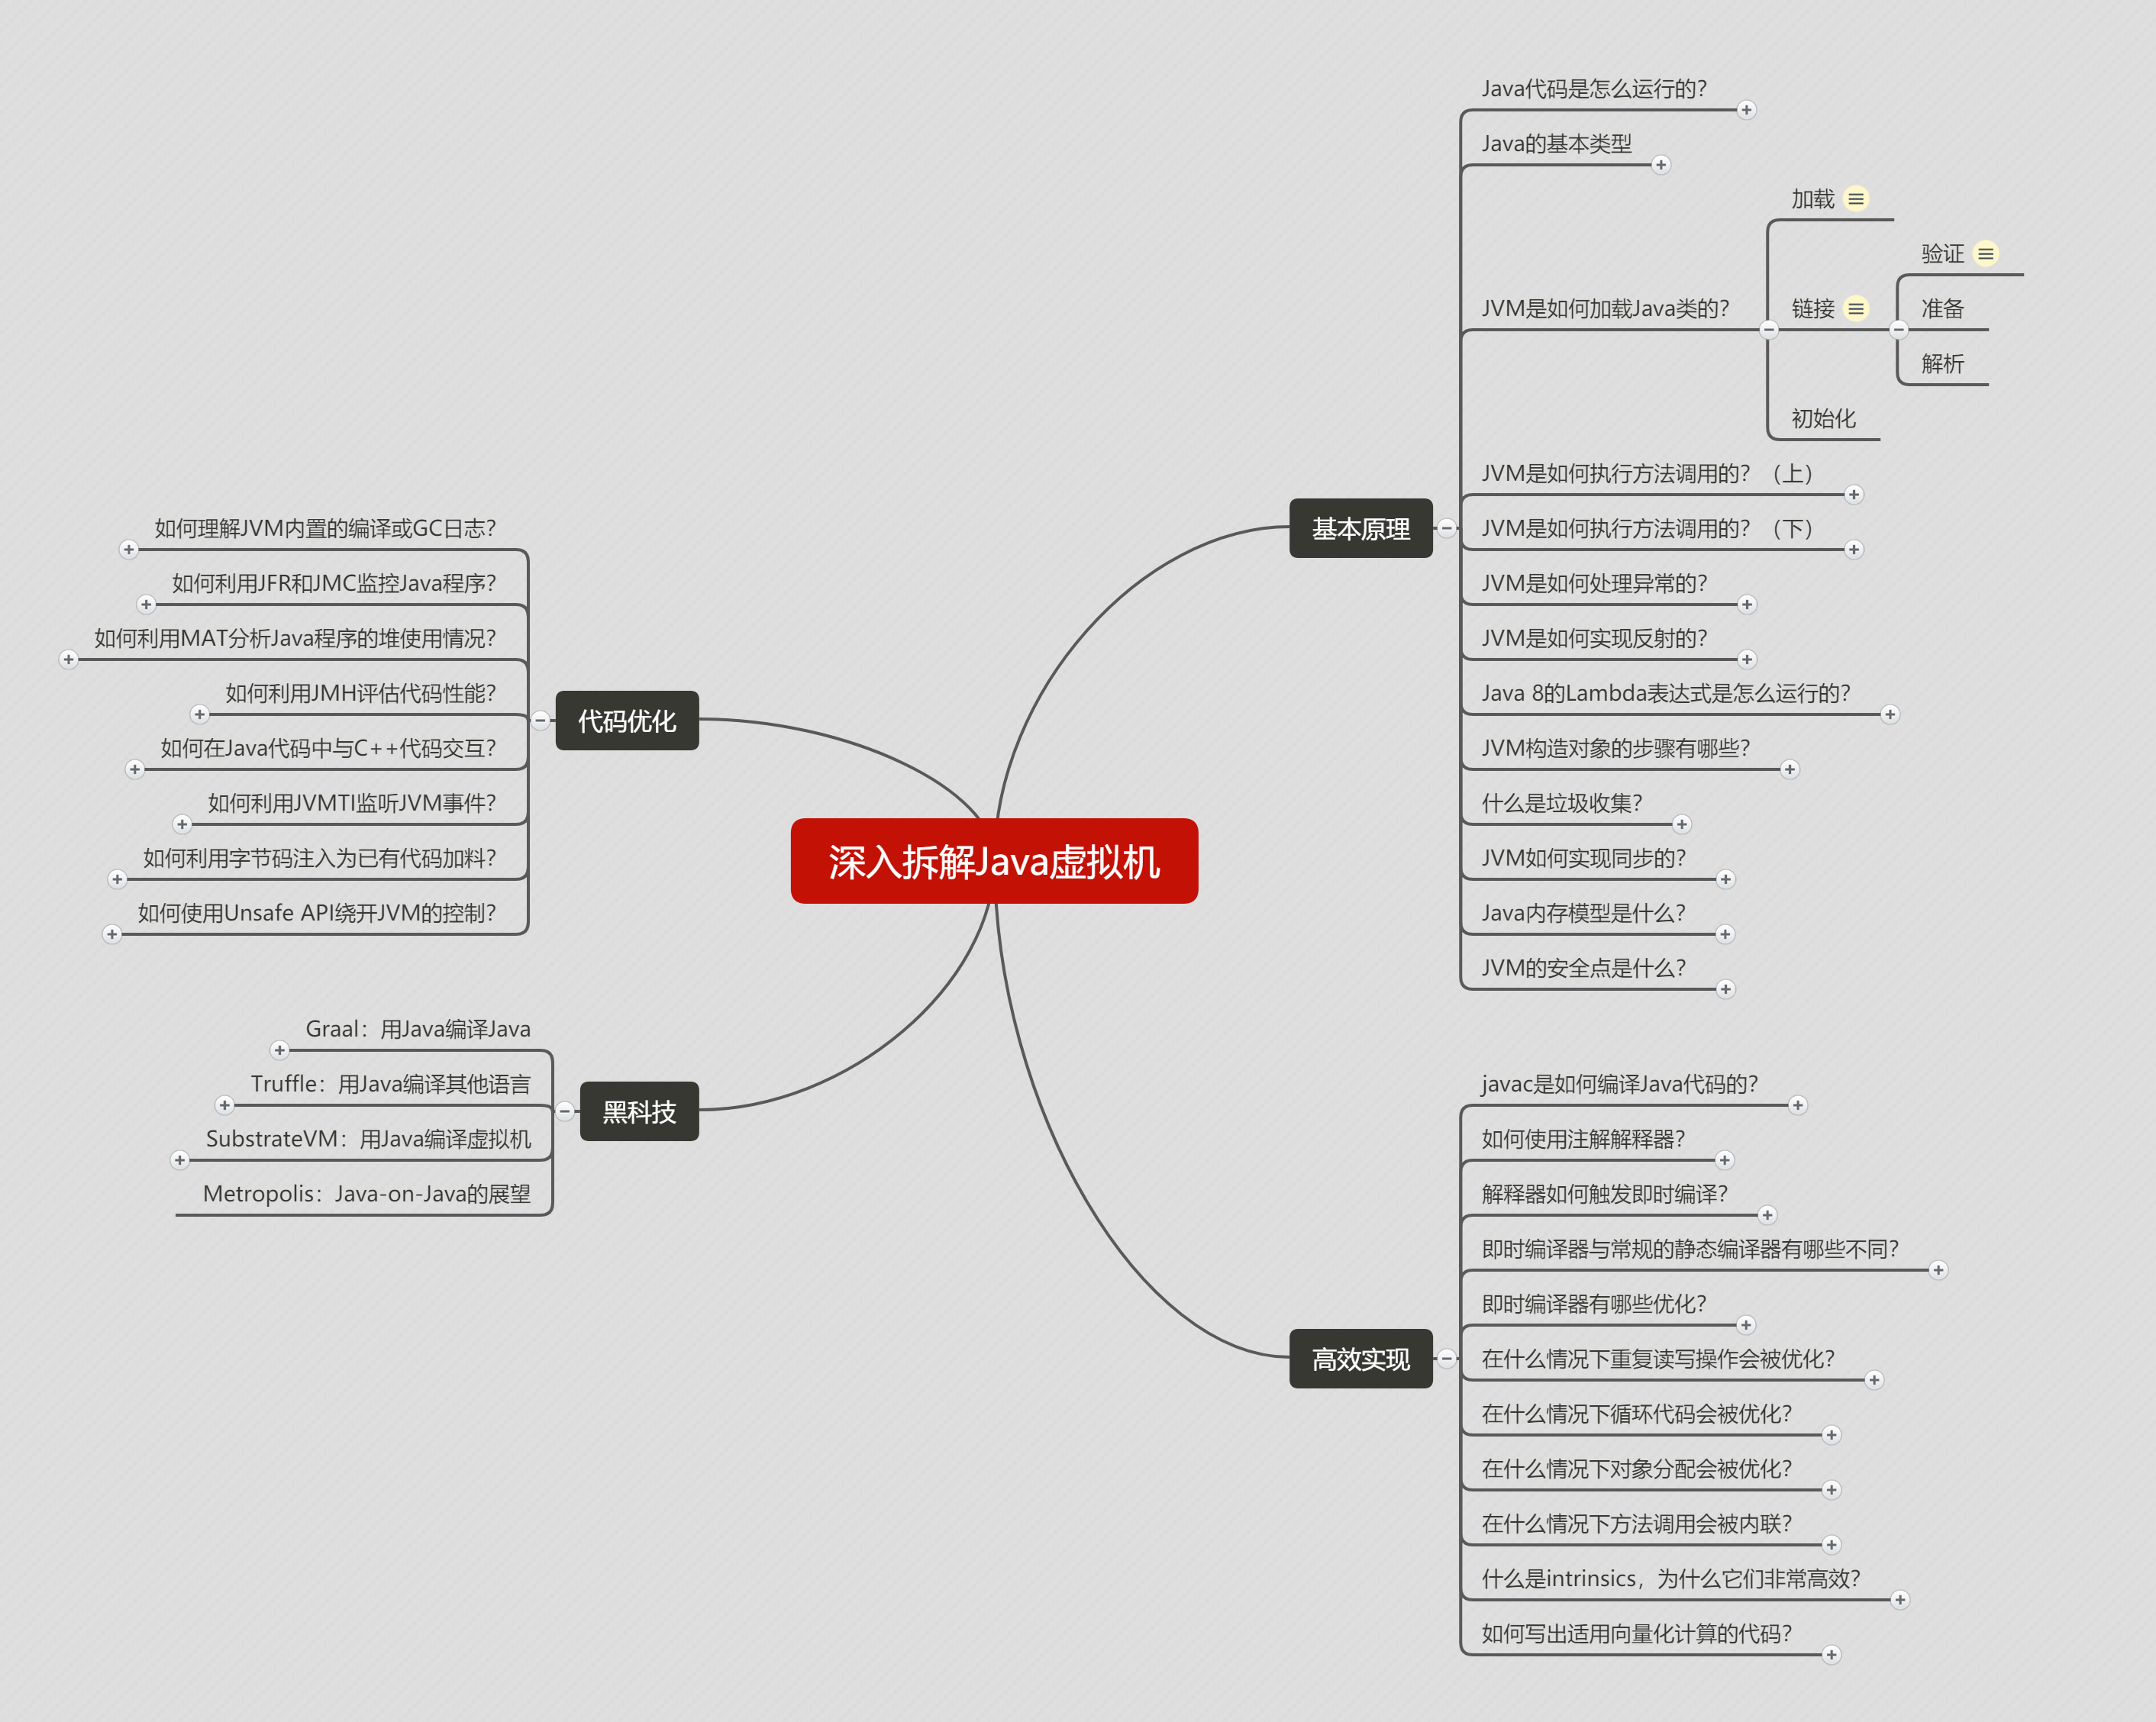 深入拆解Java虚拟机
基本原理
Java代码是怎么运行的？
Java的基本类型
JVM是如何加载Java类的？
加载
链接
验证
准备
解析
初始化
JVM是如何执行方法调用的？（上）
JVM是如何执行方法调用的？（下）
JVM是如何处理异常的？
JVM是如何实现反射的？
Java 8的Lambda表达式是怎么运行的？
JVM构造对象的步骤有哪些？
什么是垃圾收集？
JVM如何实现同步的？
Java内存模型是什么？
JVM的安全点是什么？
高效实现
javac是如何编译Java代码的？
如何使用注解解释器？
解释器如何触发即时编译？
即时编译器与常规的静态编译器有哪些不同？
即时编译器有哪些优化？
在什么情况下重复读写操作会被优化？
在什么情况下循环代码会被优化？
在什么情况下对象分配会被优化？
在什么情况下方法调用会被内联？
什么是intrinsics，为什么它们非常高效？
如何写出适用向量化计算的代码？
代码优化
如何理解JVM内置的编译或GC日志？
如何利用JFR和JMC监控Java程序？
如何利用MAT分析Java程序的堆使用情况？
如何利用JMH评估代码性能？
如何在Java代码中与C++代码交互？
如何利用JVMTI监听JVM事件？
如何利用字节码注入为已有代码加料？
如何使用Unsafe API绕开JVM的控制？
黑科技
Graal：用Java编译Java
Truffle：用Java编译其他语言
SubstrateVM：用Java编译虚拟机
Metropolis：Java-on-Java的展望